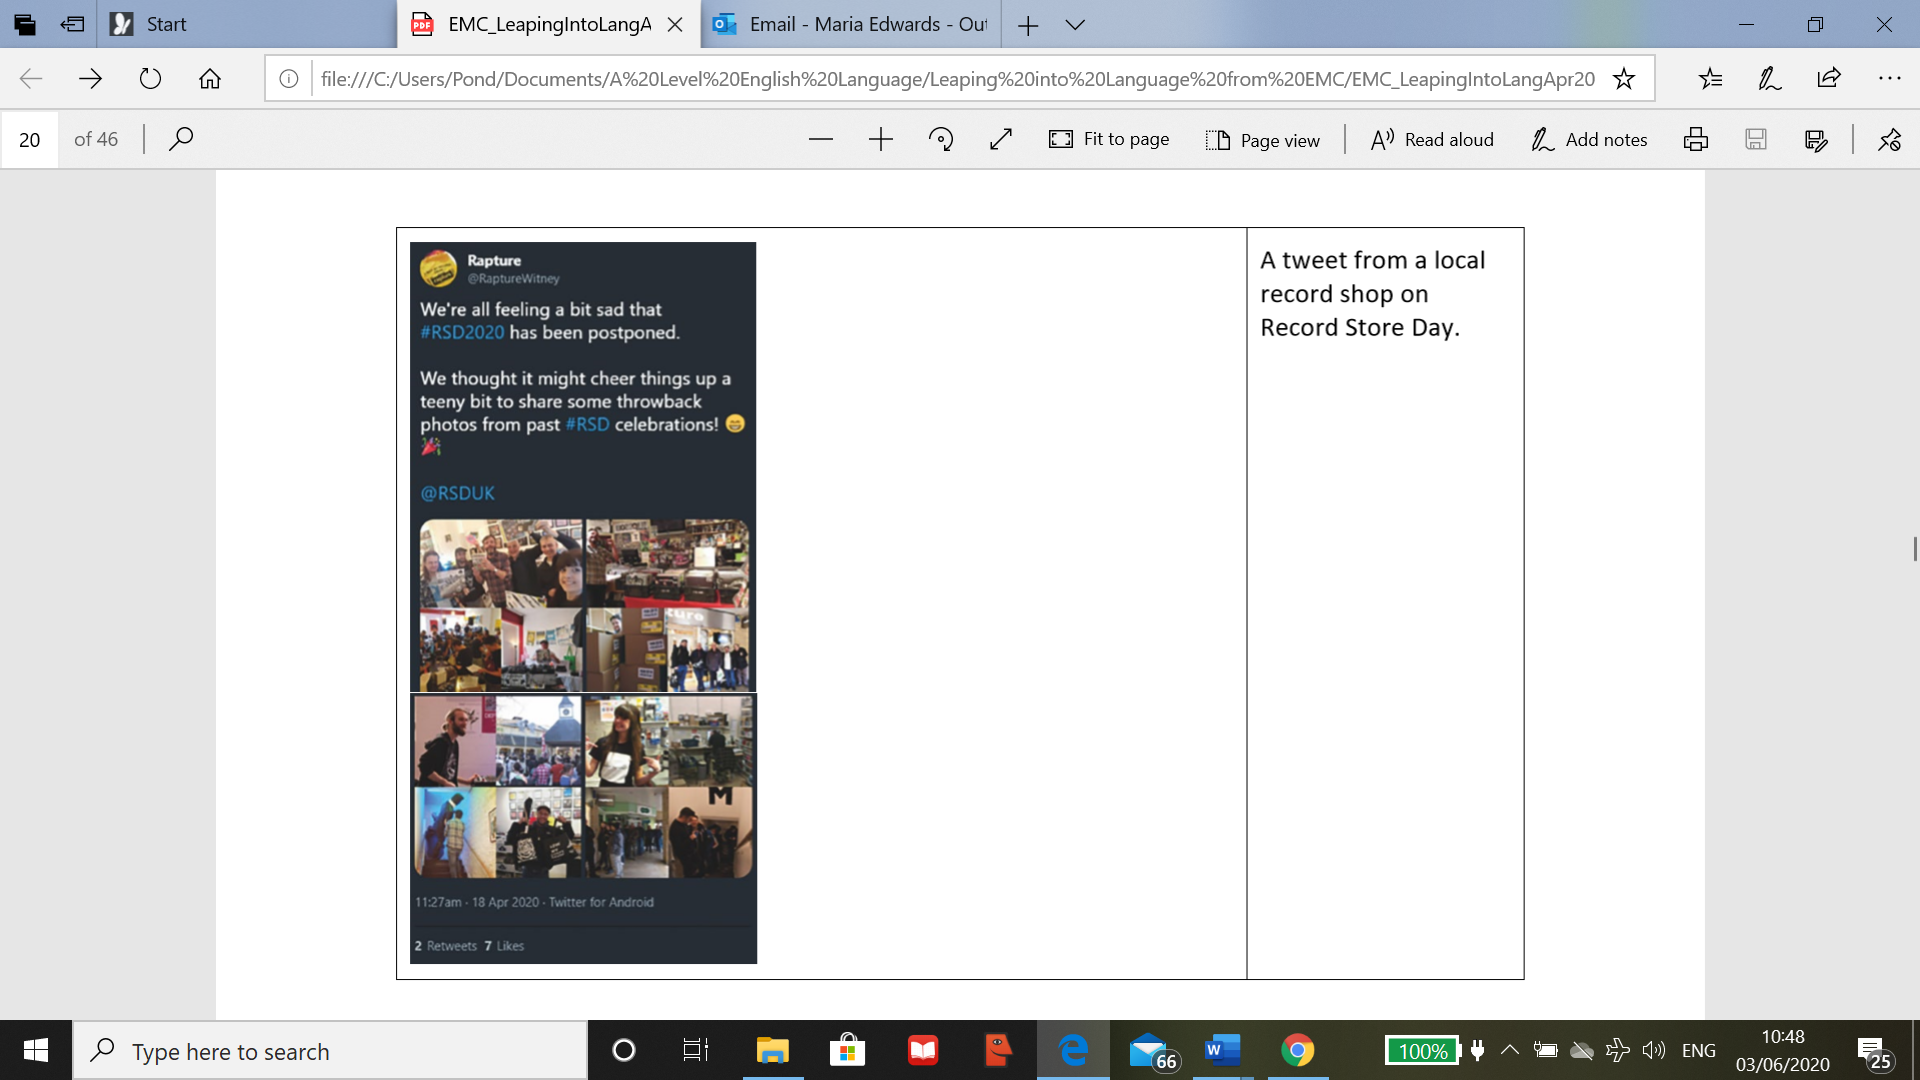 Start
EMC_LeapingIntoLangA
Email - Maria Edwards - Out
file:///C:/Users/Pond/Documents/A%20Level%20English%20Language/Leaping%20into%20Language%20from%20EMC/EMC_LeapingIntoLangApr20
20 of 46
Fit to page
Page view
Read aloud
Add notes
Rapture
@RaptureWitney
We're all feeling a bit sad that
#RSD2020 has been postponed.
We thought it might cheer things up a
teeny bit to share some throwback
photos from past #RSD celebrations! 😄
🎉
@RSDUK
11:27am · 18 Apr 2020 · Twitter for Android
2 Retweets 7 Likes
A tweet from a local
record shop on
Record Store Day.
Type here to search
66
100%
ENG
10:48
03/06/2020
25